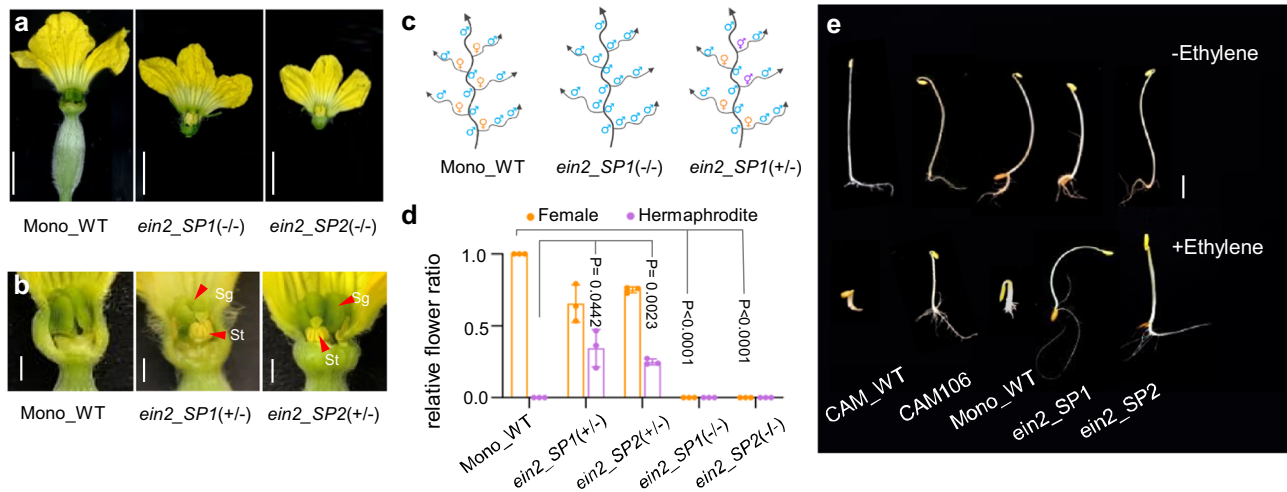 a
Mono_WT
ein2_SP1(-/-)
ein2_SP2(-/-)
b
Sg
St
Sg
St
Mono_WT
ein2_SP1(+/-)
ein2_SP2(+/-)
c
Mono_WT
ein2_SP1(-/-)
ein2_SP1(+/-)
d
Female
Hermaphrodite
relative flower ratio
1.0
0.5
0.0
P= 0.0442
P= 0.0023
P<0.0001
P<0.0001
Mono_WT
ein2_SP1(+/-)
ein2_SP2(+/-)
ein2_SP1(-/-)
ein2_SP2(-/-)
e
-Ethylene
+Ethylene
CAM_WT
CAM106
Mono_WT
ein2_SP1
ein2_SP2